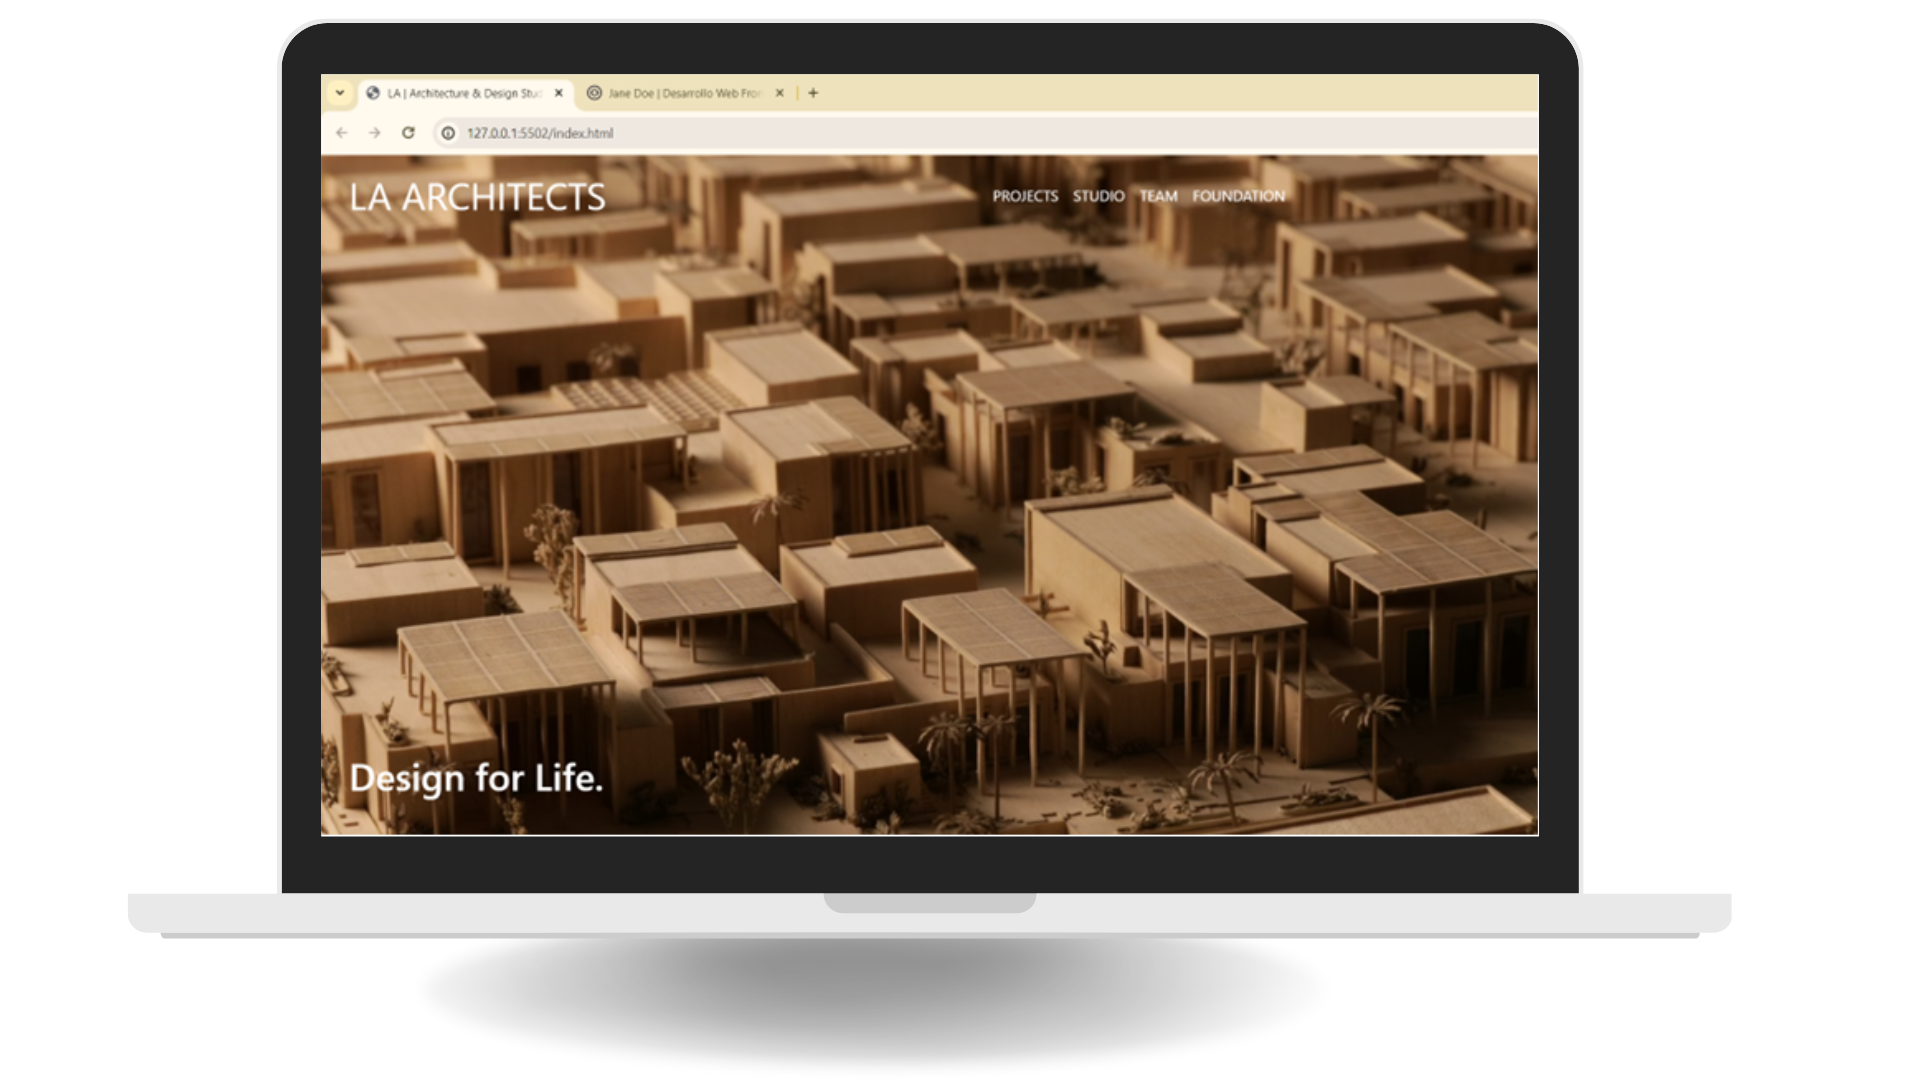 LA | Architecture & Design Stu
Jane Doe | Desarrollo Web Fro
127.0.0.1:5502/index.html
LA ARCHITECTS
PROJECTS STUDIO TEAM FOUNDATION
Design for Life.